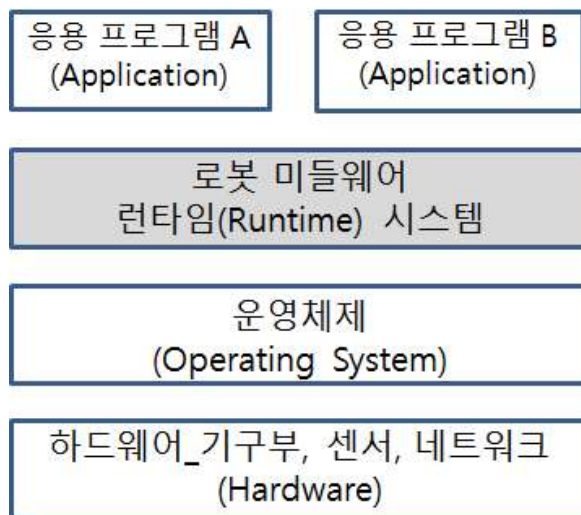 응용 프로그램 A
(Application)
응용 프로그램 B
(Application)
로봇 미들웨어
런타임(Runtime) 시스템
운영체제
(Operating System)
하드웨어_기구부, 센서, 네트워크
(Hardware)